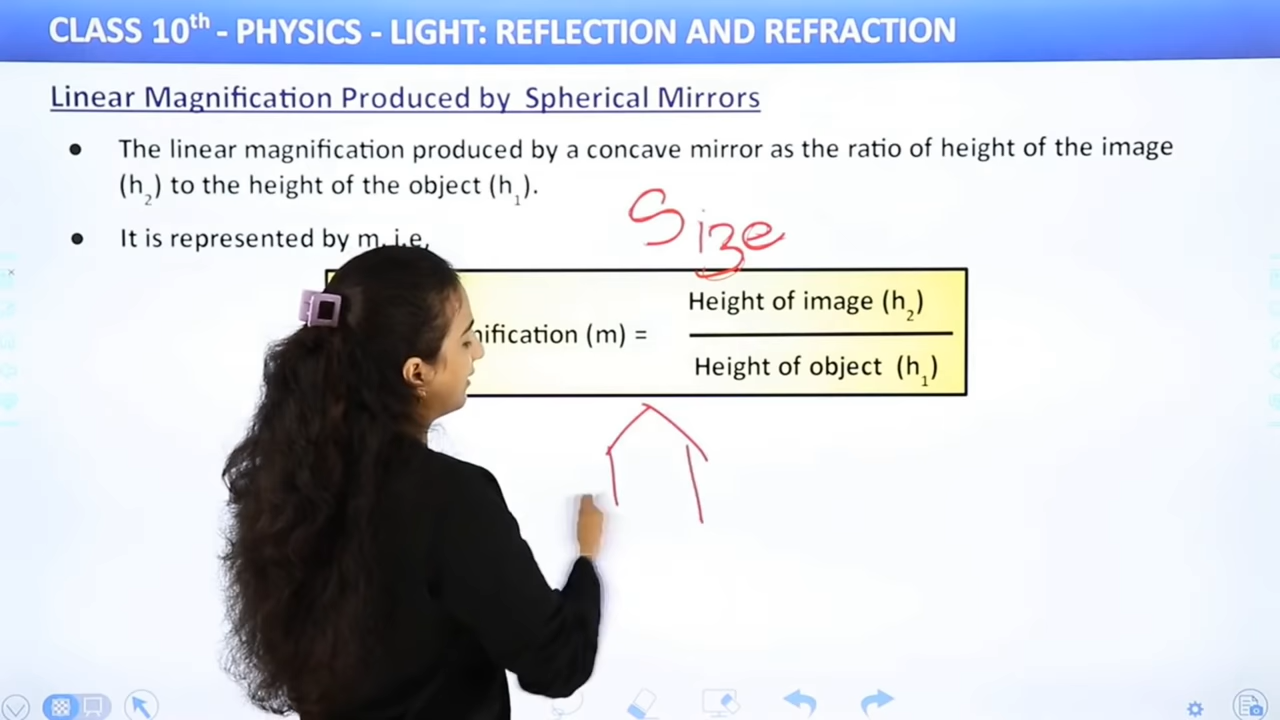 CLASS 10th - PHYSICS - LIGHT: REFLECTION AND REFRACTION
Linear Magnification Produced by Spherical Mirrors
● The linear magnification produced by a concave mirror as the ratio of height of the image
(h2) to the height of the object (h1).
● It is represented by m, i.e,
Size
nification (m) = Height of image (h2)
Height of object (h1)